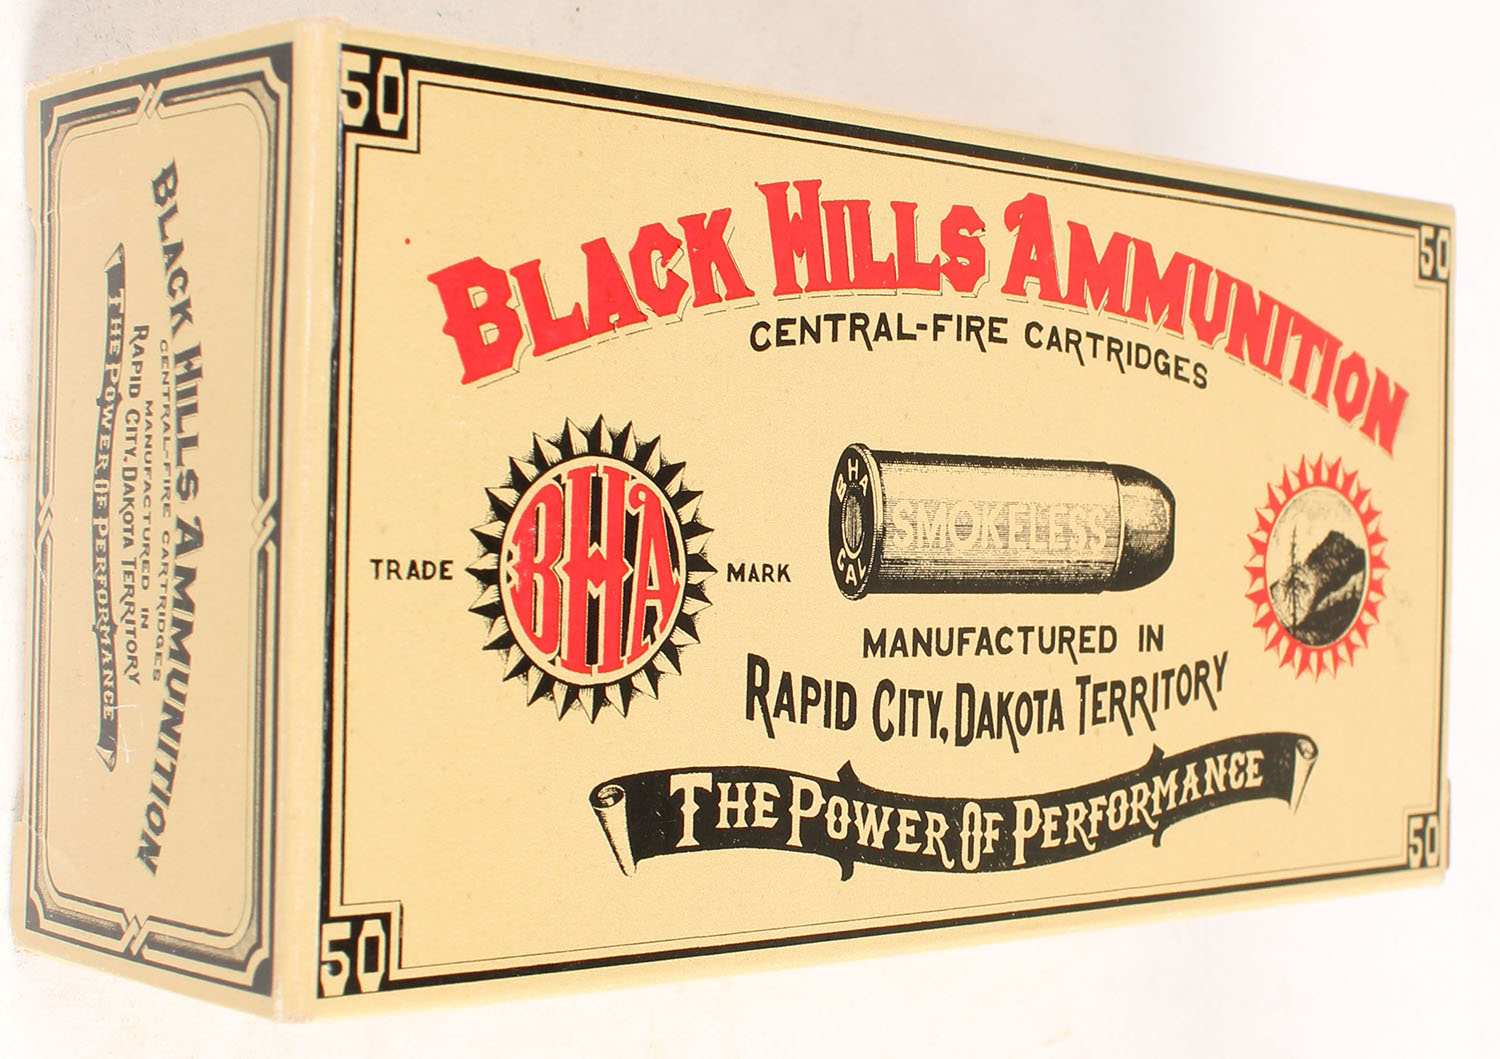 50
50
BLACK HILLS AMMUNITION
CENTRAL-FIRE CARTRIDGES
TRADE BHA MARK
BHA
SMOKELESS
CAL
MANUFACTURED IN
RAPID CITY, DAKOTA TERRITORY
THE POWER OF PERFORMANCE
50
50
BLACK HILLS AMMUNITION
CENTRAL-FIRE CARTRIDGES
MANUFACTURED IN
RAPID CITY, DAKOTA TERRITORY
THE POWER OF PERFORMANCE